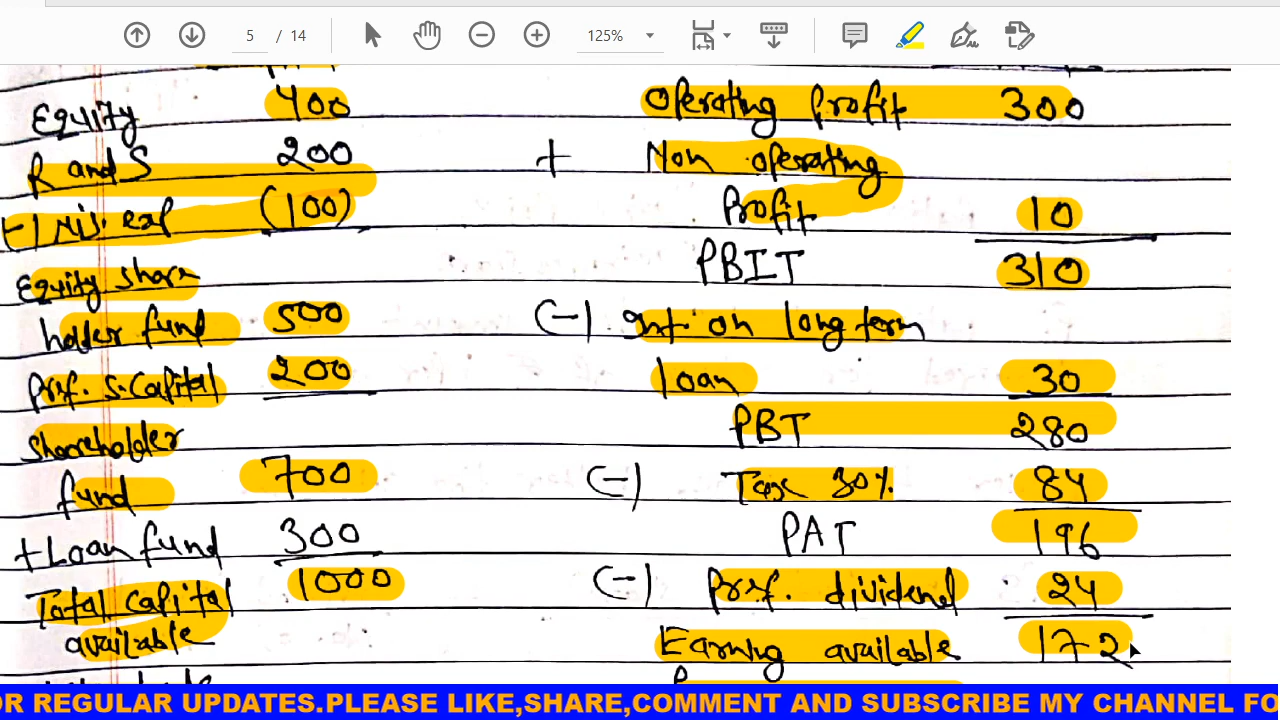 5 / 14
125%
Equity 400
R and S 200
(-) Mis. exp (100)
Equity share
holder fund 500
Pref. S. Capital 200
Shareholder
fund 700
+ Loan fund 300
Total Capital 1000
available
Operating Profit 300
+ Non operating
Profit 10
PBIT 310
(-) Int. on long term
loan 30
PBT 280
(-) Tax 30% 84
PAT 196
(-) Pref. dividend 24
Earning available 172
OR REGULAR UPDATES.PLEASE LIKE,SHARE,COMMENT AND SUBSCRIBE MY CHANNEL FO